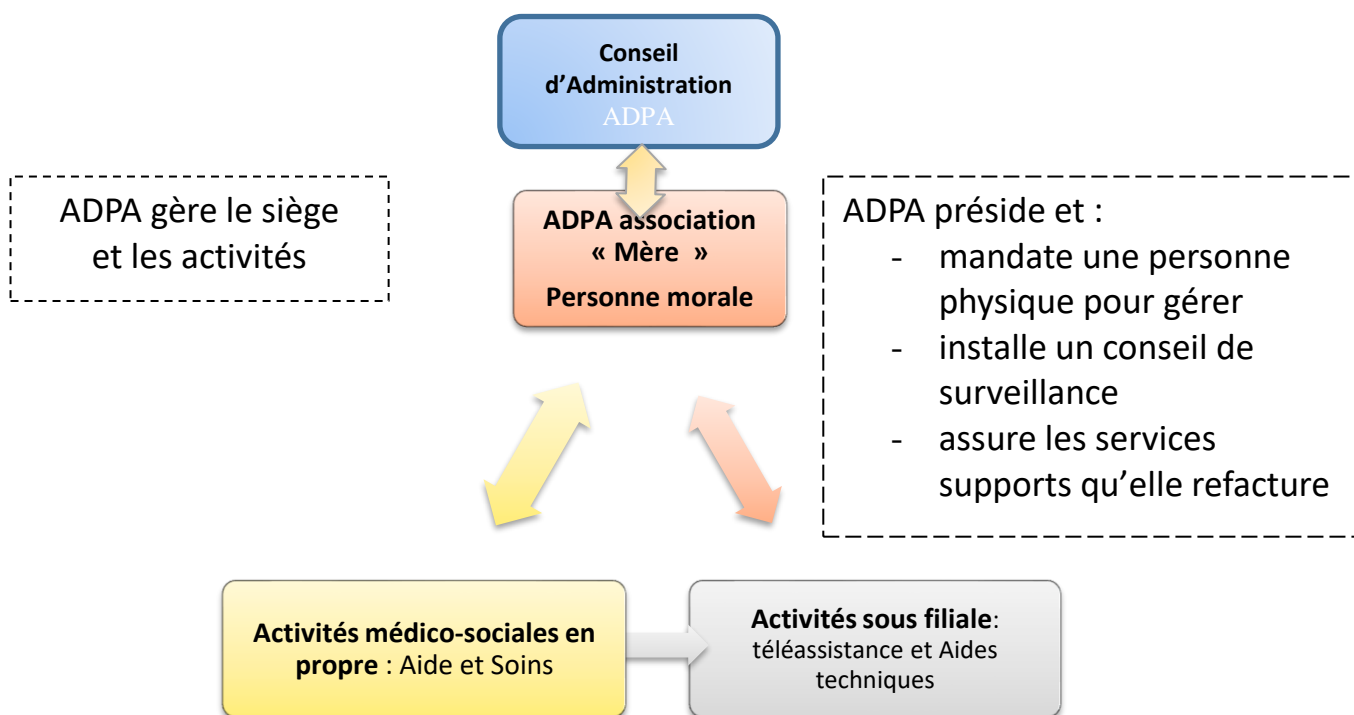 Conseil
d’Administration
ADPA
ADPA gère le siège
et les activités
ADPA association
« Mère »
Personne morale
ADPA préside et :
- mandate une personne
physique pour gérer
- installe un conseil de
surveillance
- assure les services
supports qu’elle refacture
Activités médico-sociales en
propre : Aide et Soins
Activités sous filiale:
téléassistance et Aides
techniques